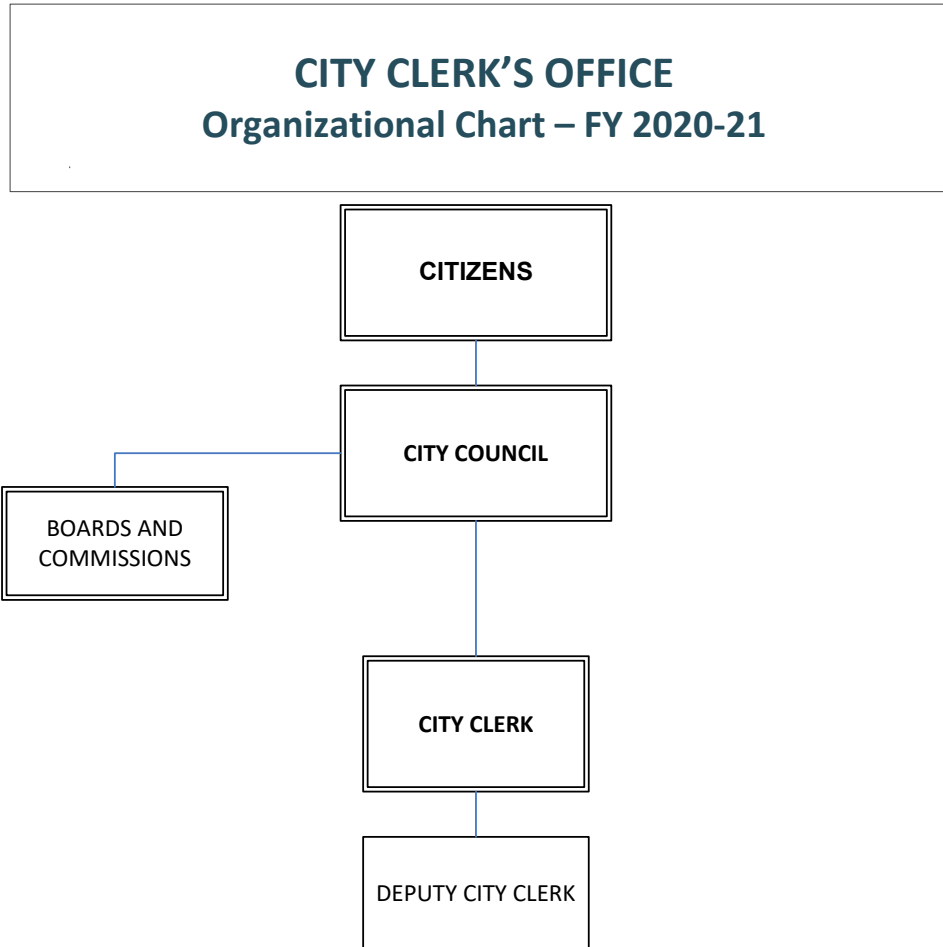 CITY CLERK’S OFFICE
Organizational Chart – FY 2020-21
CITIZENS
CITY COUNCIL
BOARDS AND
COMMISSIONS
CITY CLERK
DEPUTY CITY CLERK